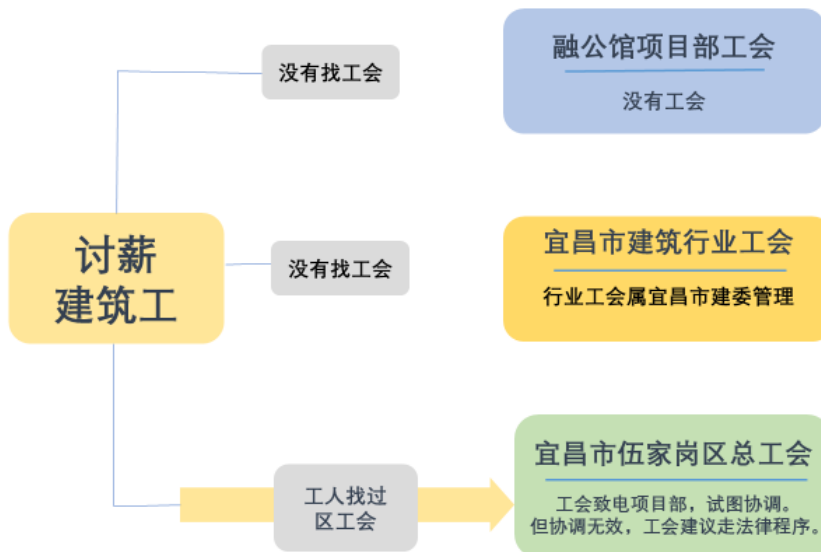 没有找工会
融公馆项目部工会
没有工会
讨薪
建筑工
没有找工会
宜昌市建筑行业工会
行业工会属宜昌市建委管理
工人找过
区工会
宜昌市伍家岗区总工会
工会致电项目部，试图协调。
但协调无效，工会建议走法律程序。